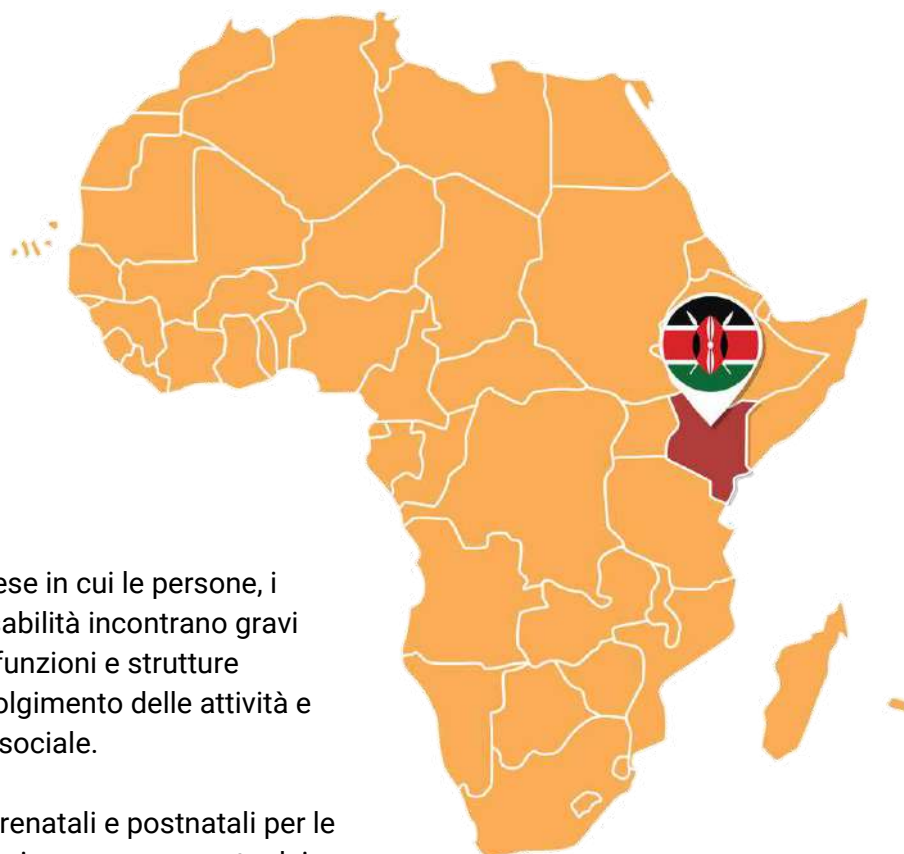 ese in cui le persone, i
abilità incontrano gravi
funzioni e strutture
olgimento delle attività e
sociale.
renatali e postnatali per le